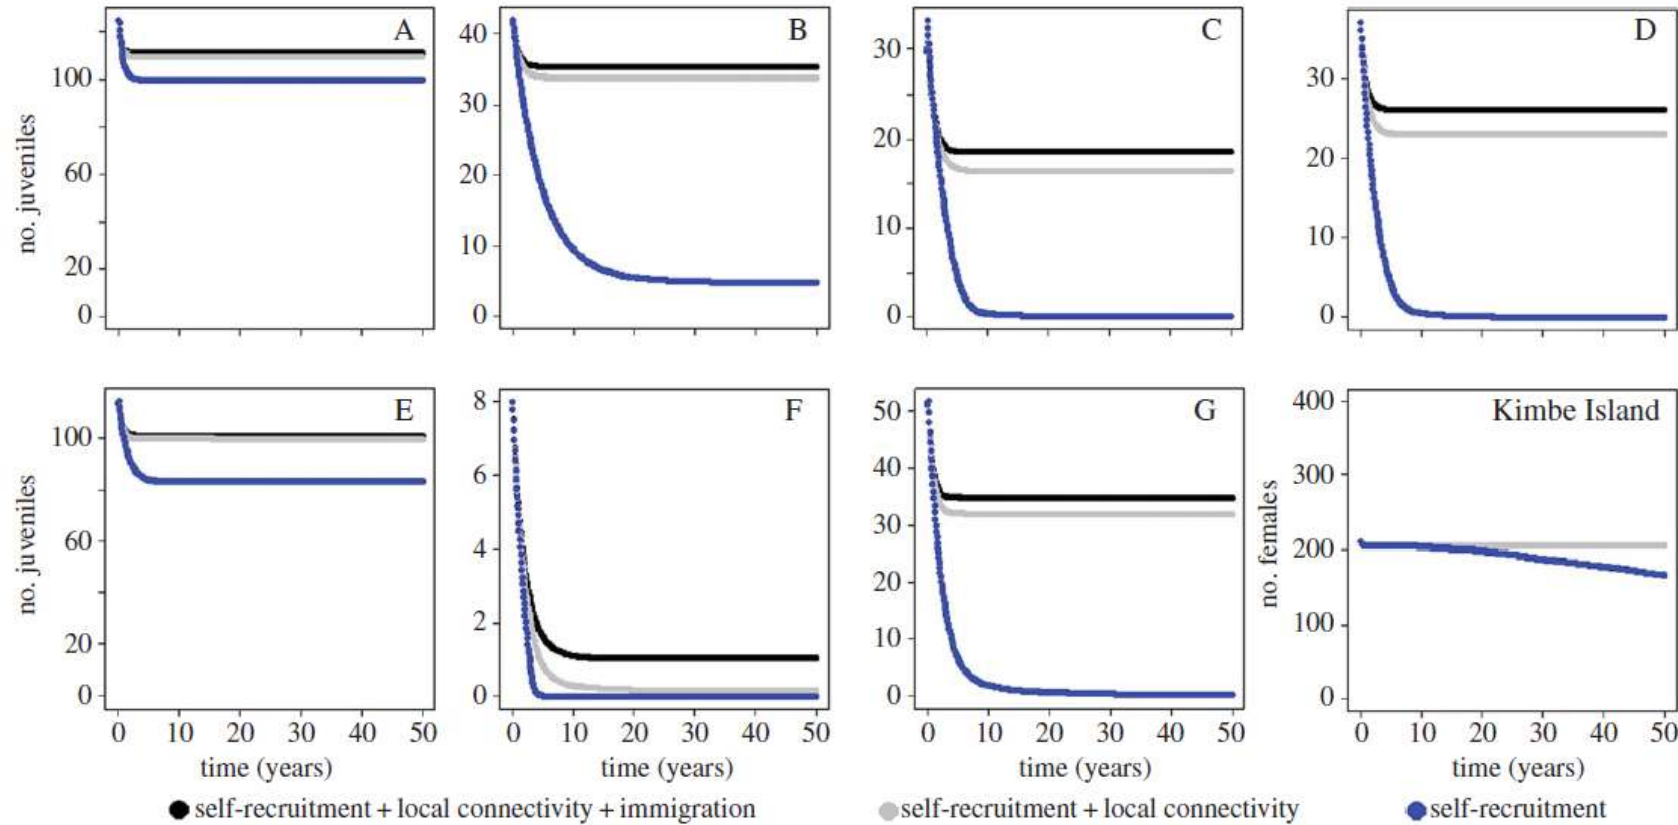 A
B
C
D
no. juveniles
100
60
20
0
40
30
20
10
0
30
20
10
0
30
20
10
0
0 10 20 30 40 50
E
F
G
Kimbe Island
no. juveniles
100
60
20
0
8
6
4
2
0
50
40
30
20
10
0
no. females
400
300
200
100
0
0 10 20 30 40 50
0 10 20 30 40 50
0 10 20 30 40 50
time (years)
time (years)
time (years)
time (years)
self-recruitment + local connectivity + immigration
self-recruitment + local connectivity
self-recruitment